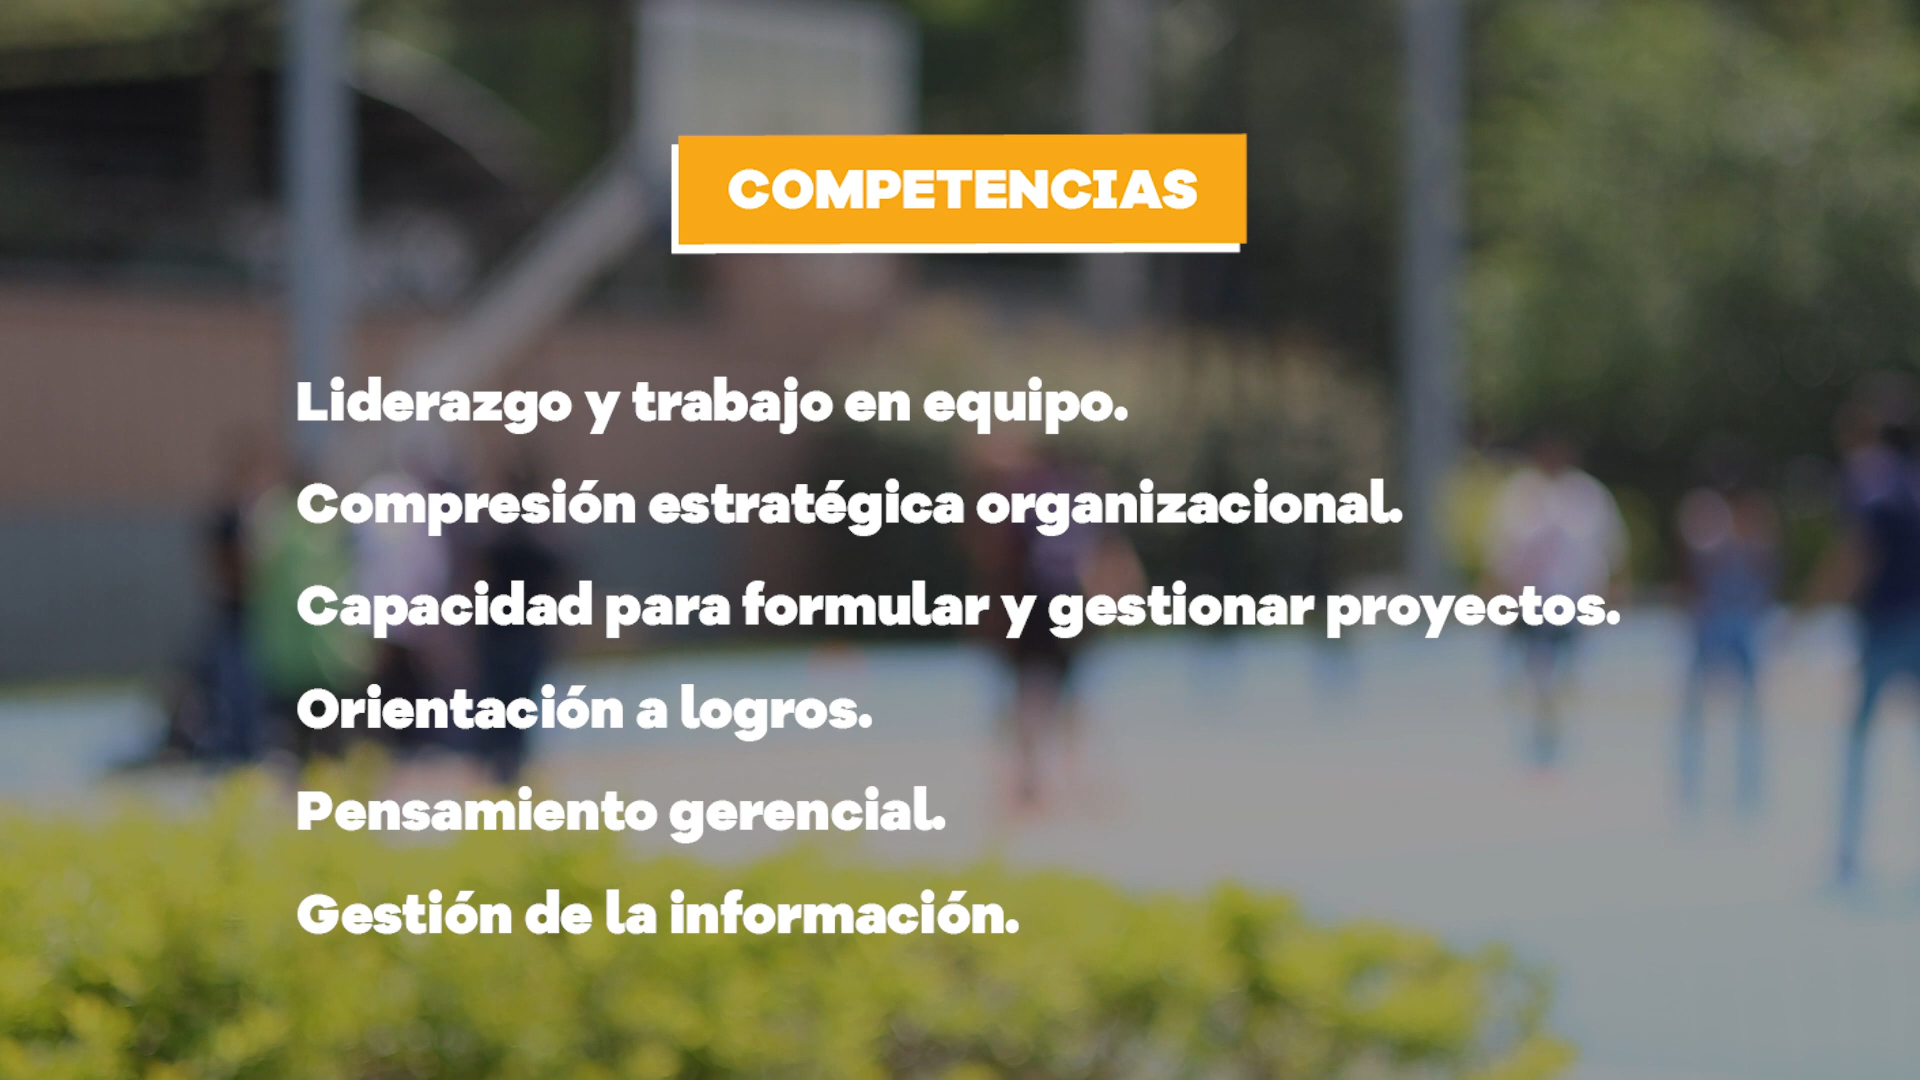 COMPETENCIAS
Liderazgo y trabajo en equipo.
Compresión estratégica organizacional.
Capacidad para formular y gestionar proyectos.
Orientación a logros.
Pensamiento gerencial.
Gestión de la información.